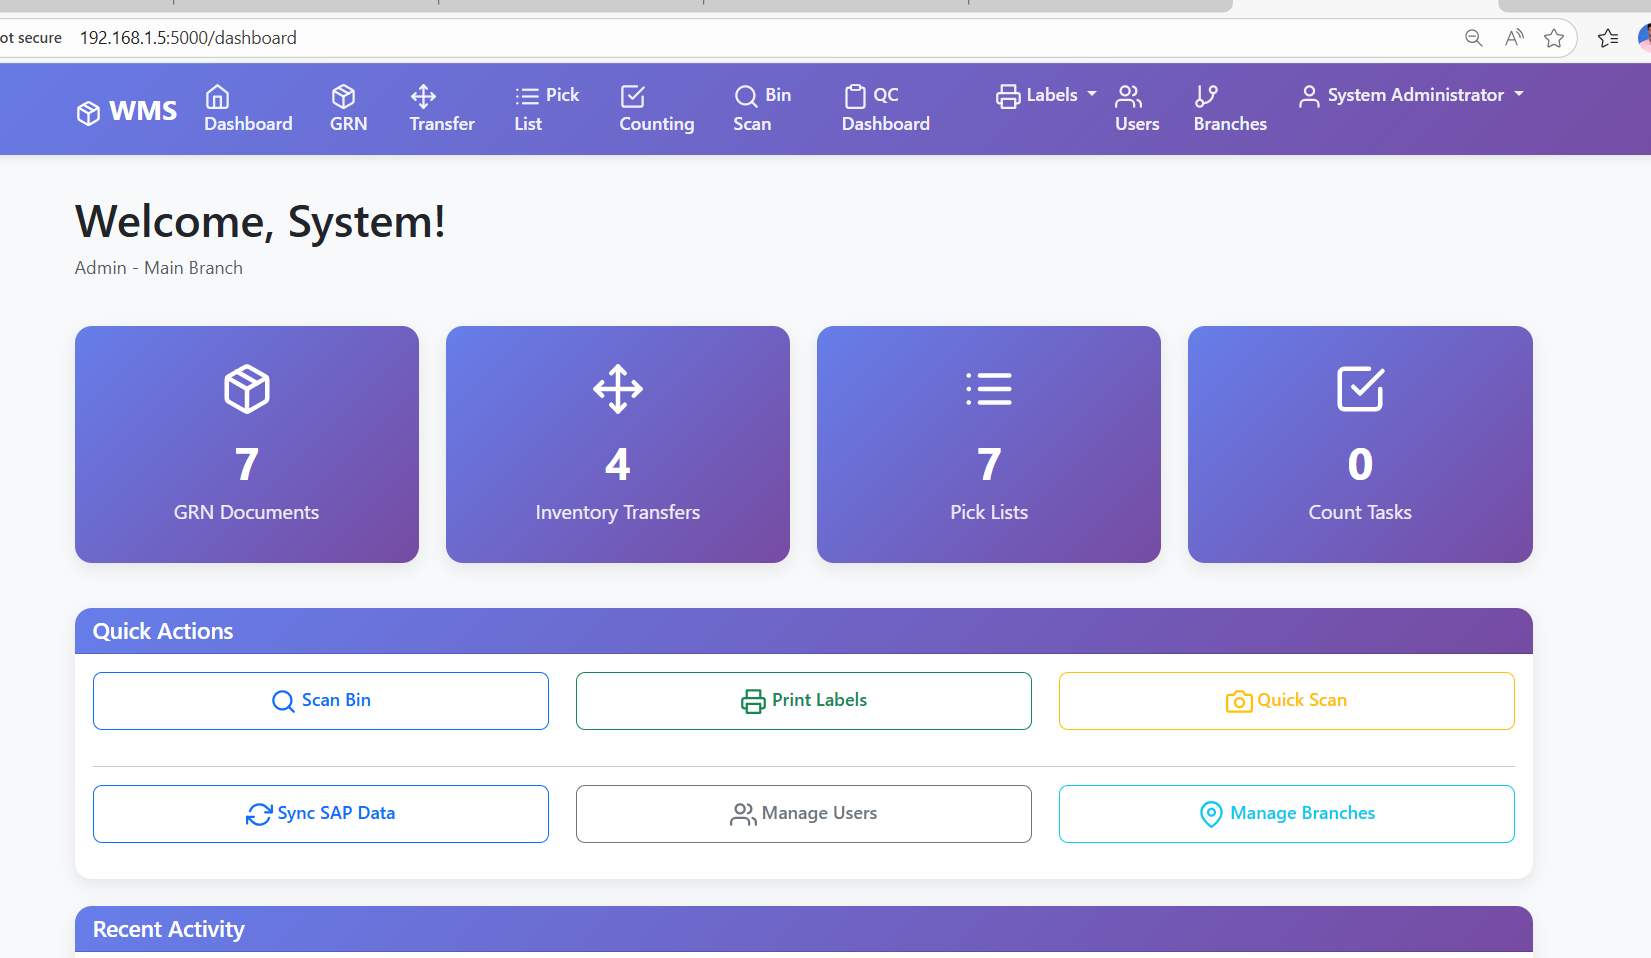 ot secure 192.168.1.5:5000/dashboard
WMS
Dashboard
GRN
Transfer
Pick
List
Counting
Bin
Scan
QC
Dashboard
Labels
Users
Branches
System Administrator
Welcome, System!
Admin - Main Branch
7
GRN Documents
4
Inventory Transfers
7
Pick Lists
0
Count Tasks
Quick Actions
Scan Bin
Print Labels
Quick Scan
Sync SAP Data
Manage Users
Manage Branches
Recent Activity